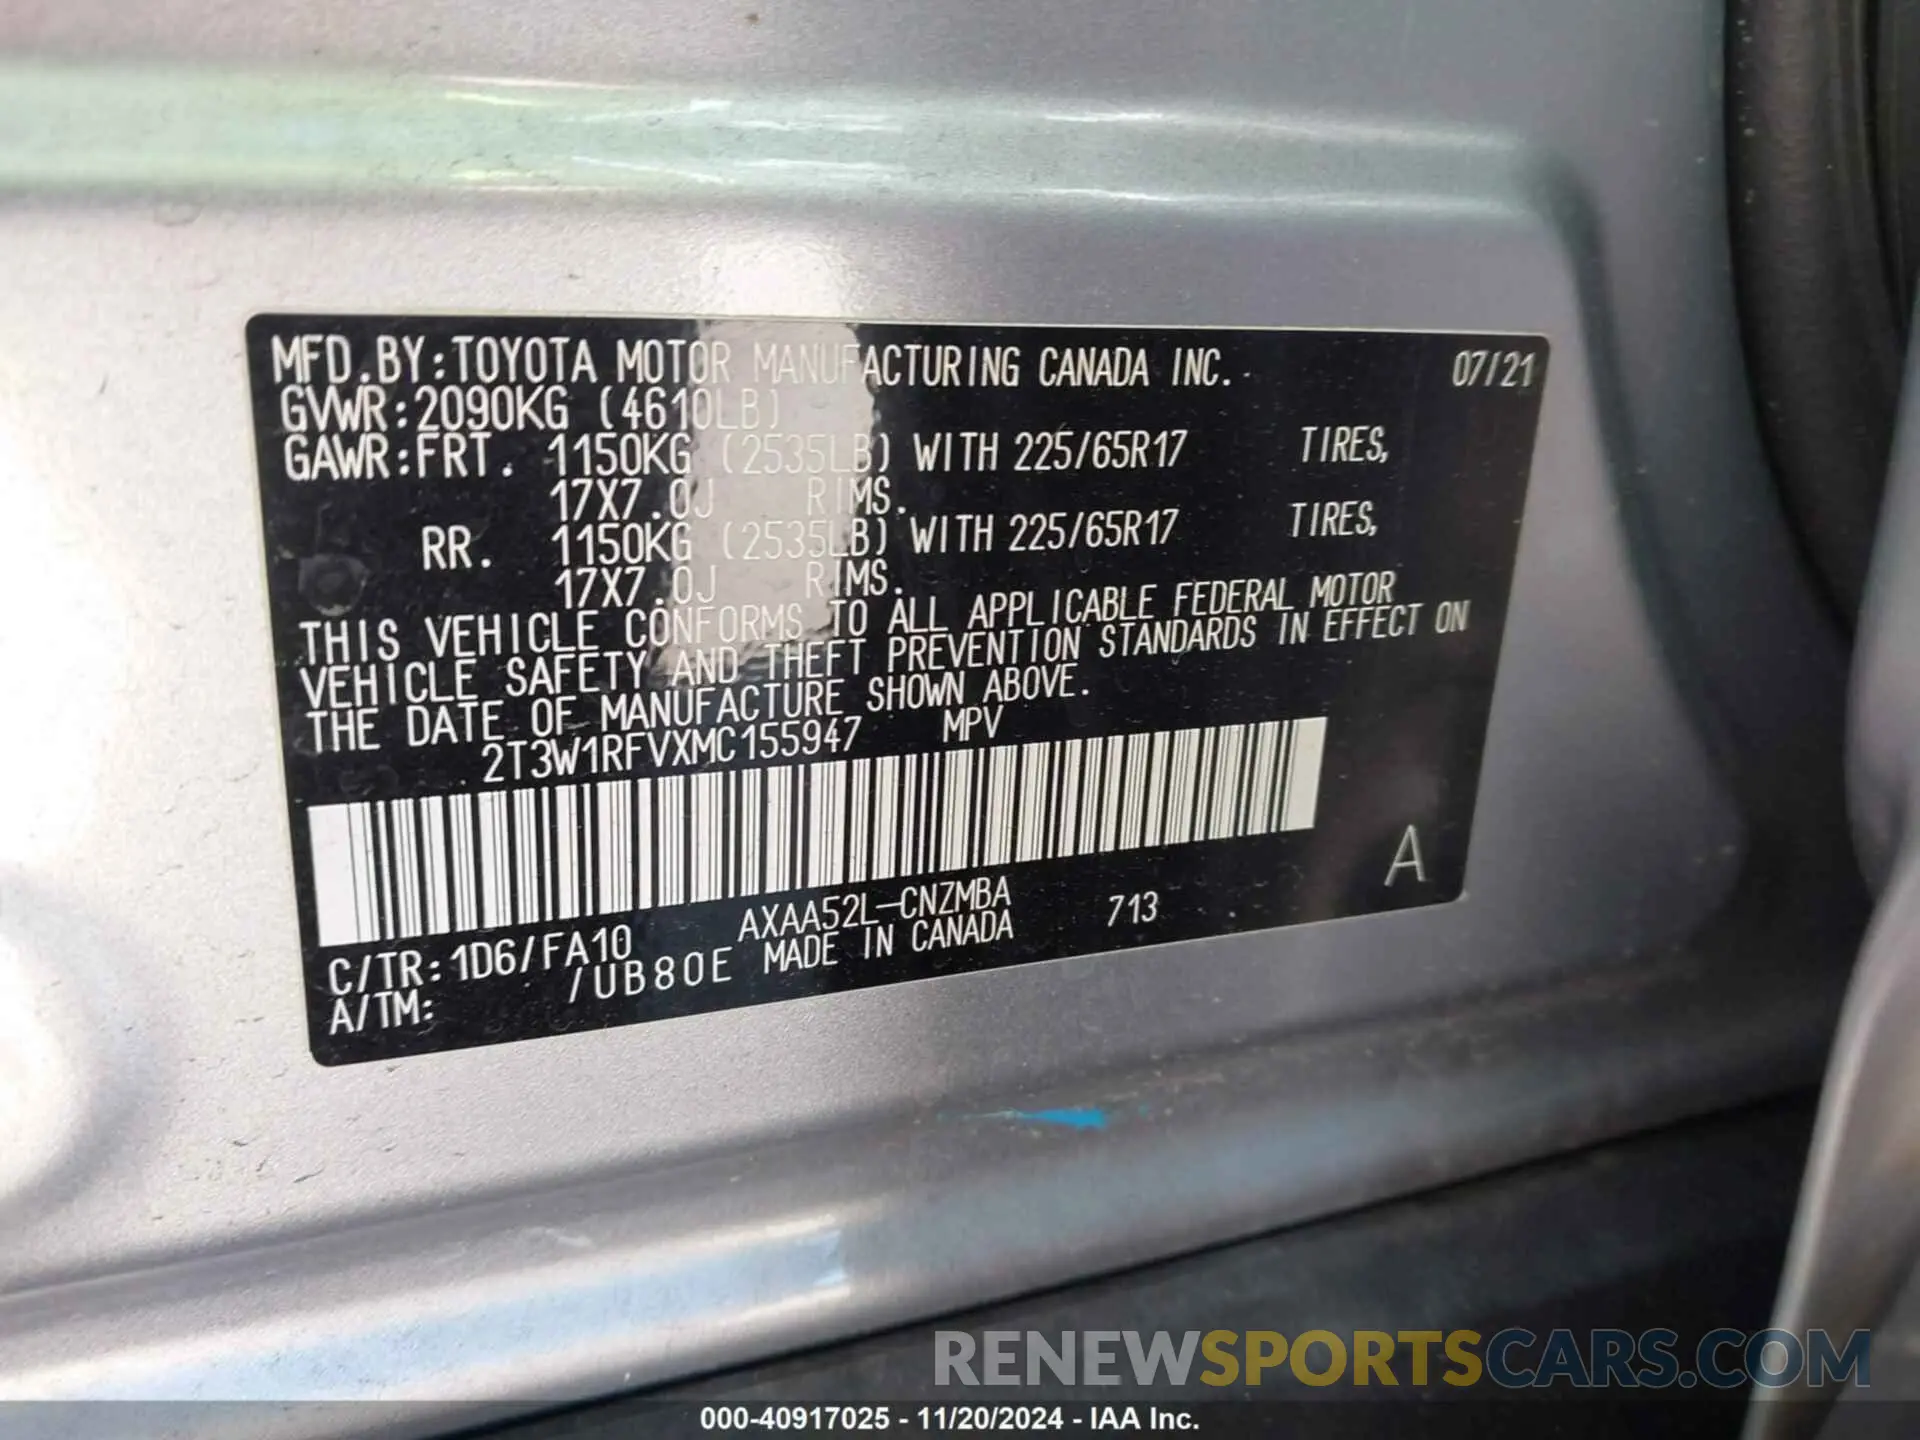 MFD.BY:TOYOTA MOTOR MANUFACTURING CANADA INC. 07/21
GVWR:2090KG (4610LB)
GAWR:FRT. 1150KG (2535LB) WITH 225/65R17 TIRES,
17X7.0J RIMS.
RR. 1150KG (2535LB) WITH 225/65R17 TIRES,
17X7.0J RIMS.
THIS VEHICLE CONFORMS TO ALL APPLICABLE FEDERAL MOTOR
VEHICLE SAFETY AND THEFT PREVENTION STANDARDS IN EFFECT ON
THE DATE OF MANUFACTURE SHOWN ABOVE.
2T3W1RFVXMC155947 MPV
A
C/TR:1D6/FA10 AXAA52L-CNZMBA 713
A/TM: /UB80E MADE IN CANADA
RENEWSPORTSCARS.COM
000-40917025 - 11/20/2024 - IAA Inc.